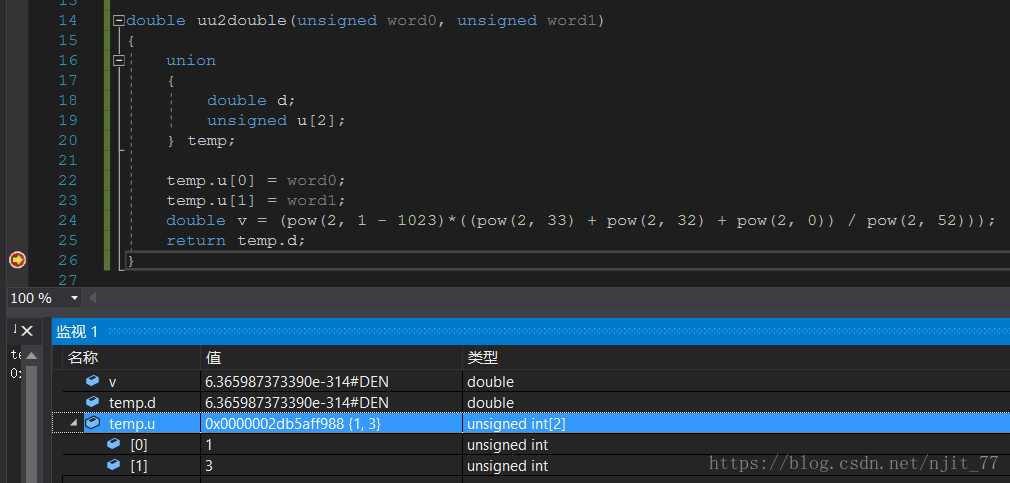 13
14 double uu2double(unsigned word0, unsigned word1)
15 {
16 union
17 {
18 double d;
19 unsigned u[2];
20 } temp;
21
22 temp.u[0] = word0;
23 temp.u[1] = word1;
24 double v = (pow(2, 1 - 1023)*((pow(2, 33) + pow(2, 32) + pow(2, 0)) / pow(2, 52)));
25 return temp.d;
26 }
27
100 %
监视 1
名称 值 类型
v 6.365987373390e-314#DEN double
temp.d 6.365987373390e-314#DEN double
temp.u 0x0000002db5aff988 {1, 3} unsigned int[2]
[0] 1 unsigned int
[1] 3 unsigned int
https://blog.csdn.net/njit_77